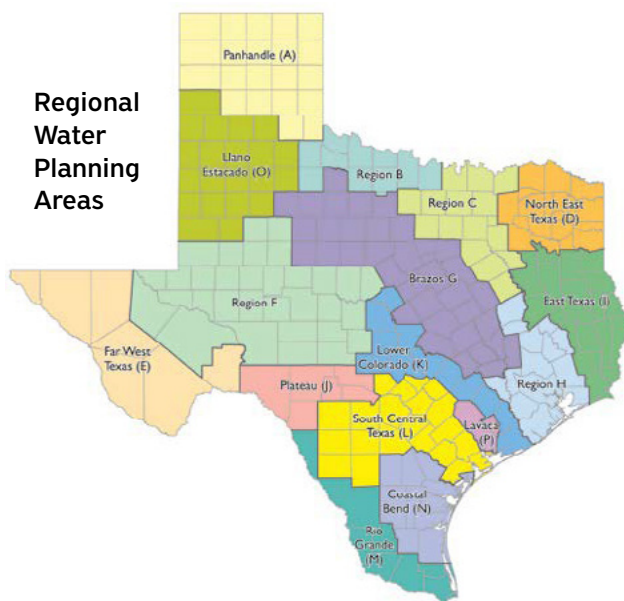 Regional
Water
Planning
Areas
Panhandle (A)
Llano
Estacado (O)
Region B
Region C
North East
Texas (D)
Brazos G
East Texas (I)
Region F
Far West
Texas (E)
Lower
Colorado (K)
Region H
Plateau (J)
South Central
Texas (L)
Lavaca
(P)
Coastal
Bend (N)
Rio
Grande
(M)